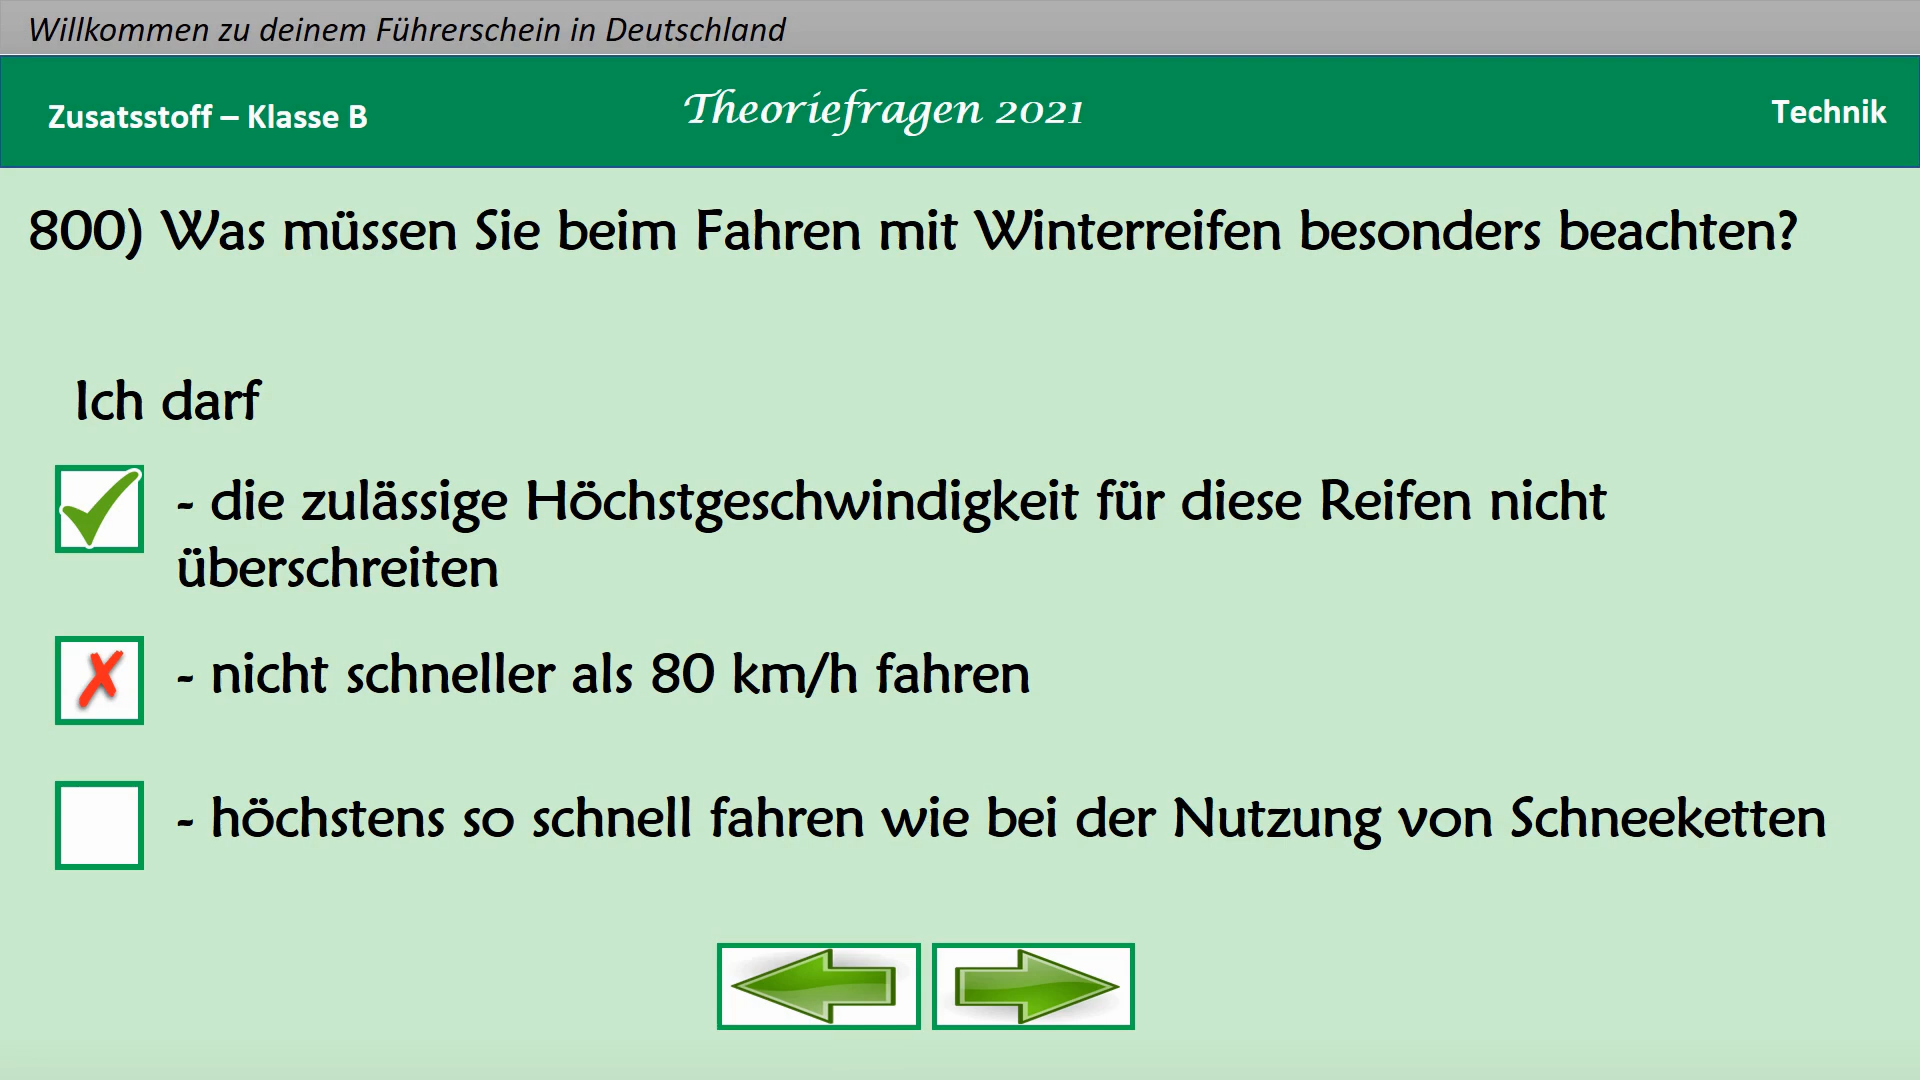 Willkommen zu deinem Führerschein in Deutschland
Zusatsstoff – Klasse B
Theoriefragen 2021
Technik
800) Was müssen Sie beim Fahren mit Winterreifen besonders beachten?
Ich darf
- die zulässige Höchstgeschwindigkeit für diese Reifen nicht
überschreiten
- nicht schneller als 80 km/h fahren
- höchstens so schnell fahren wie bei der Nutzung von Schneeketten